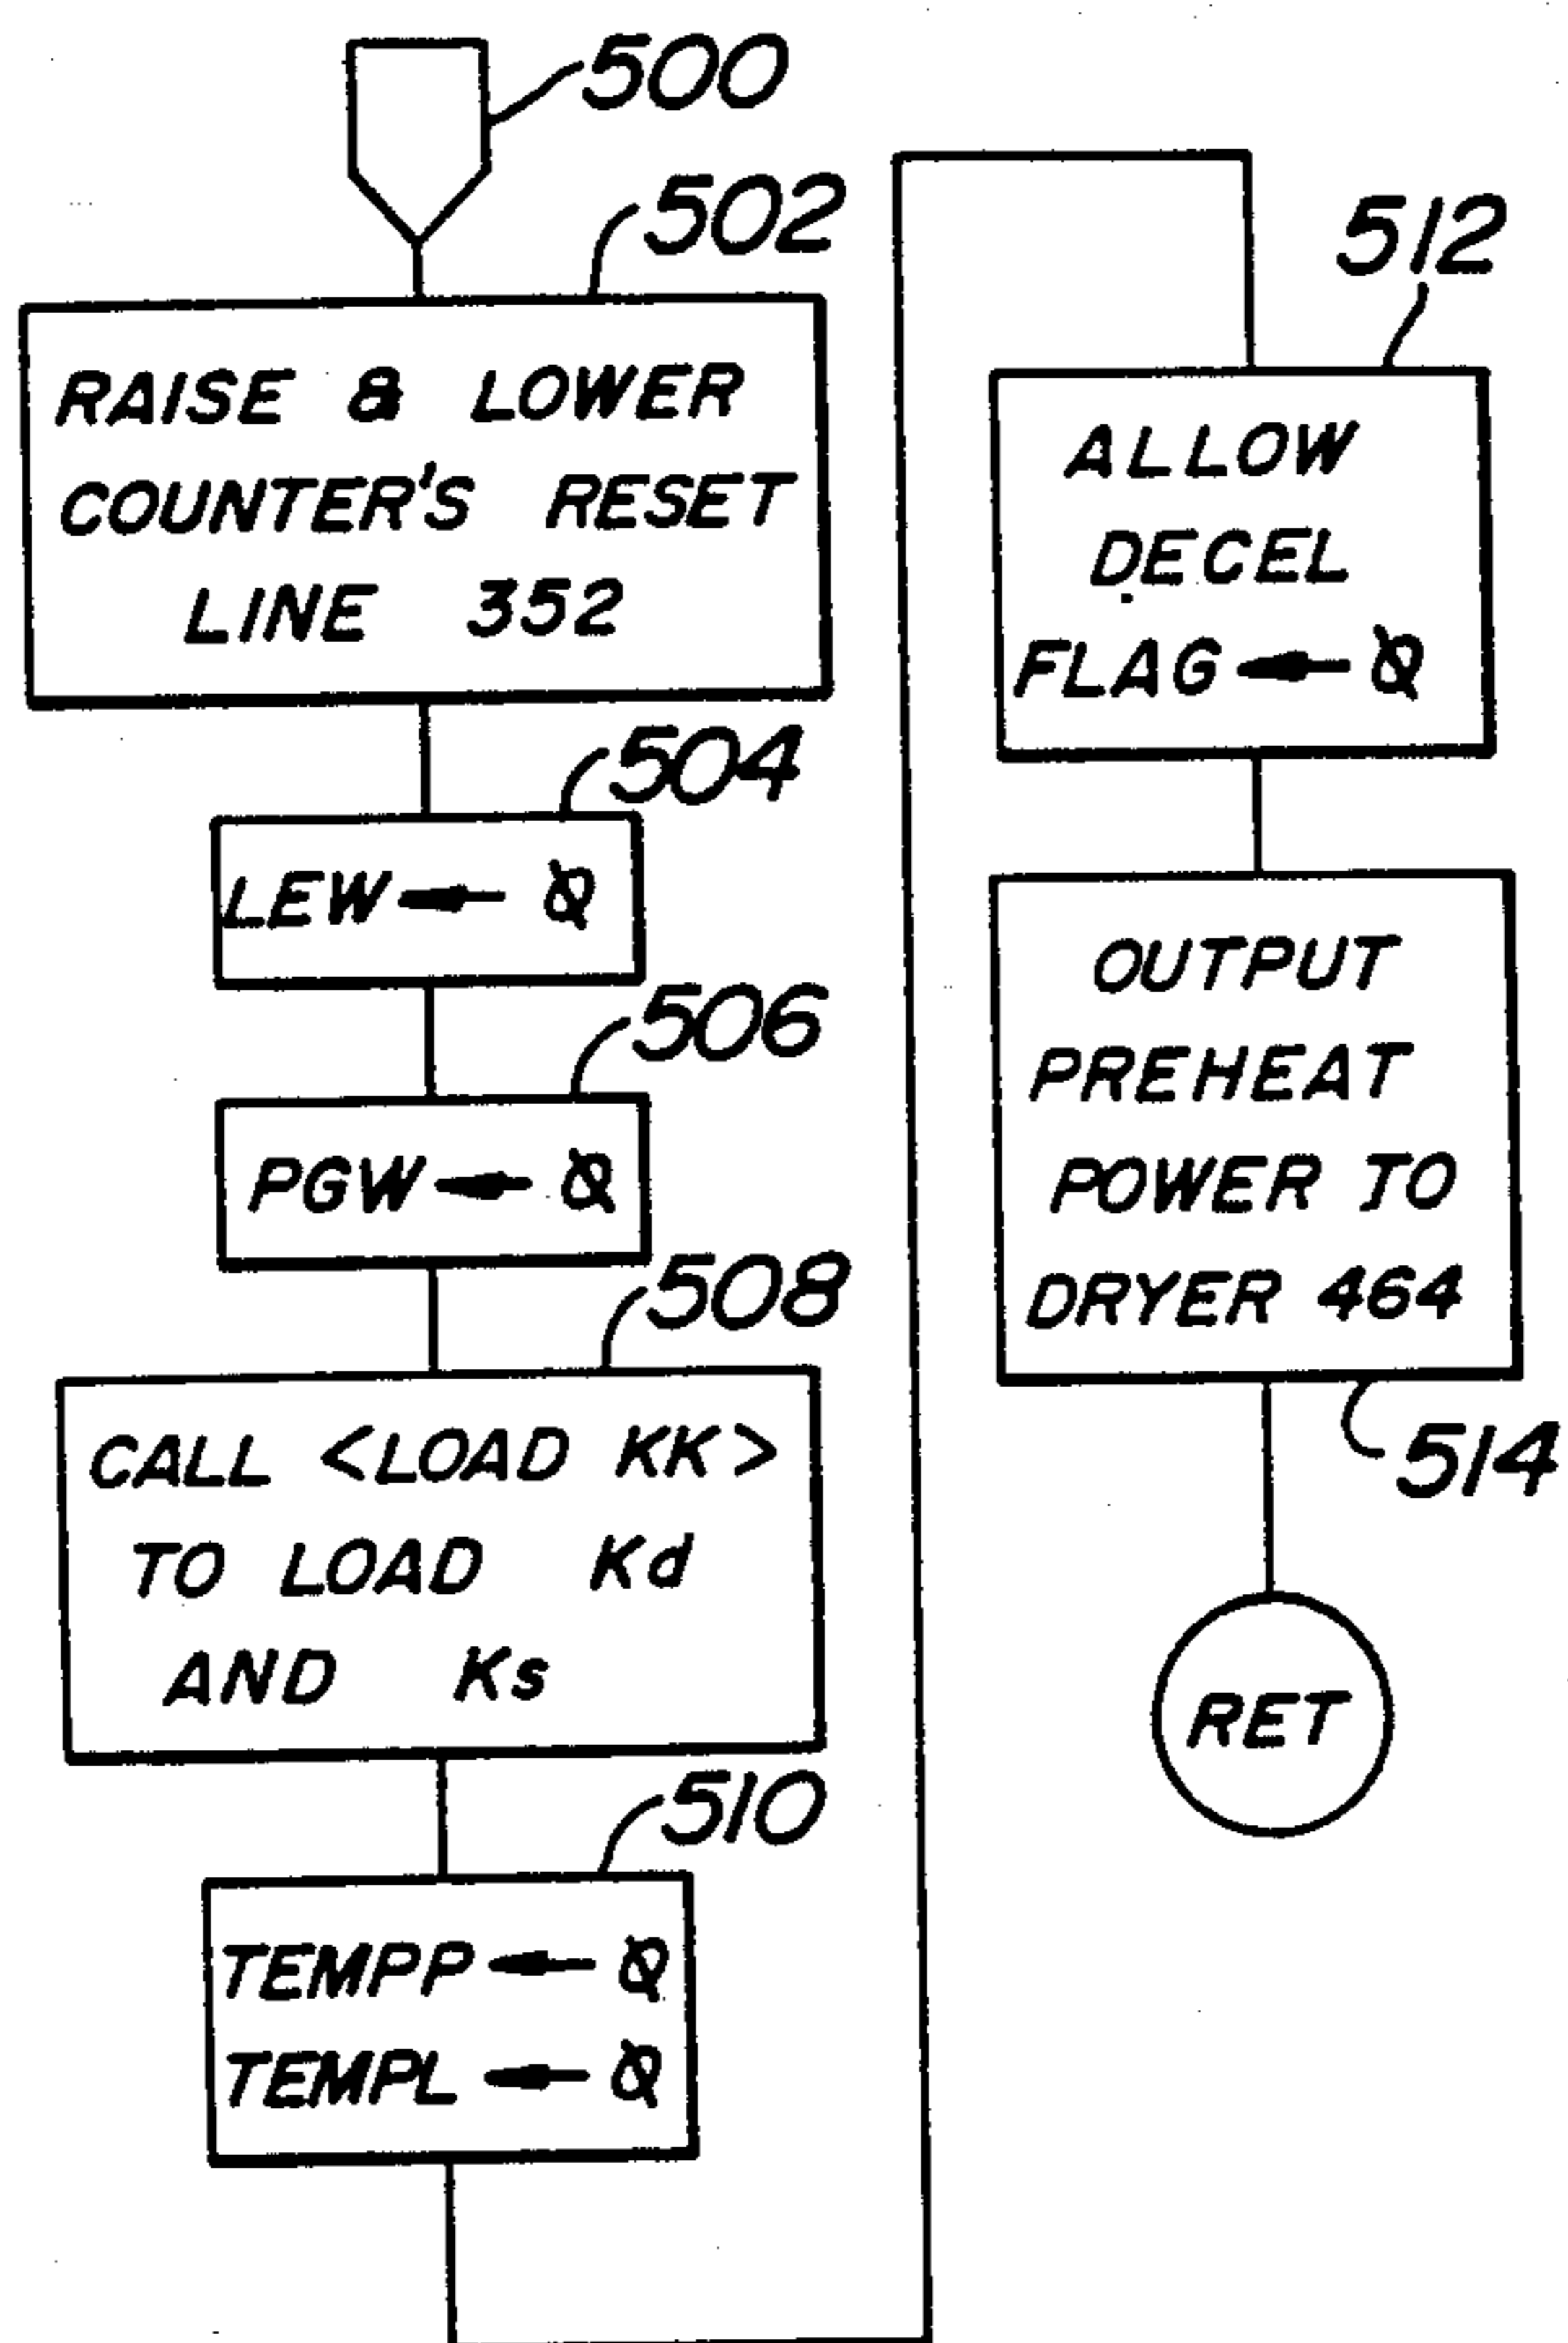 500
502
RAISE & LOWER
COUNTER'S RESET
LINE 352
504
LEW ← Ø
506
PGW ← Ø
508
CALL <LOAD KK>
TO LOAD Kd
AND Ks
510
TEMPP ← Ø
TEMPL ← Ø
512
ALLOW
DECEL
FLAG ← Ø
OUTPUT
PREHEAT
POWER TO
DRYER 464
514
RET